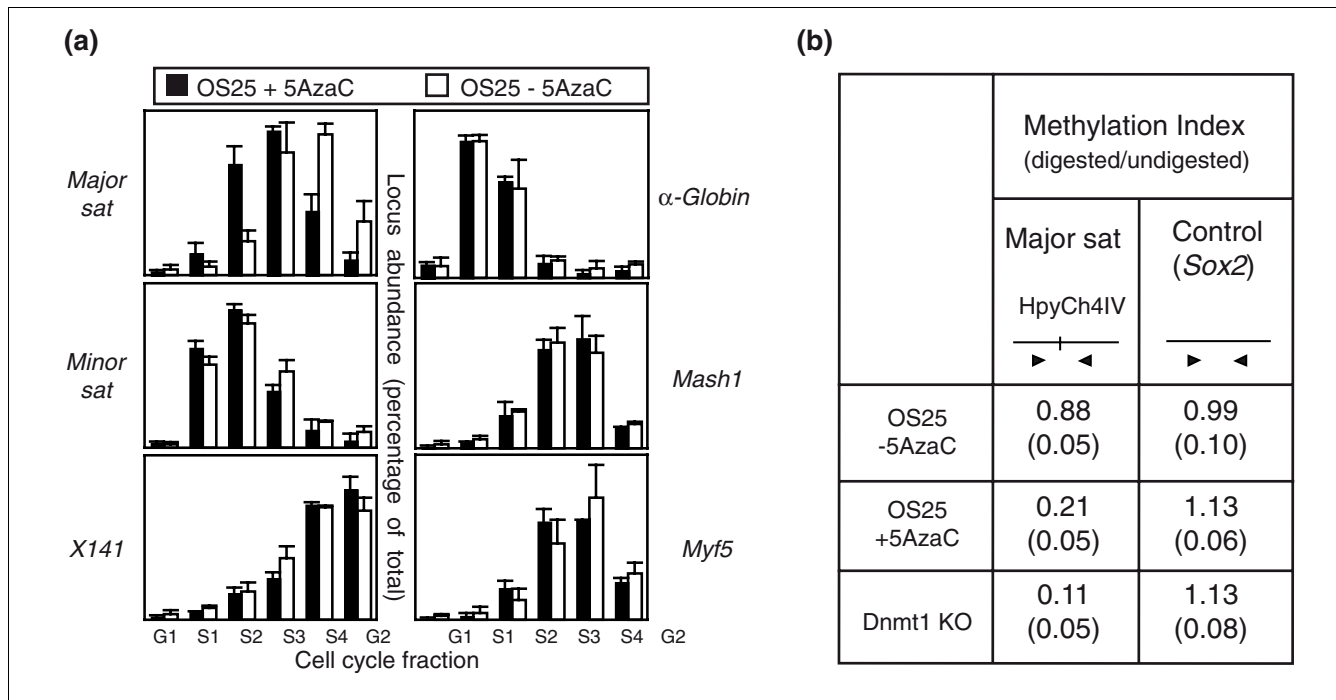 (a)
OS25 + 5AzaC OS25 - 5AzaC
Major sat
Minor sat
X141
Locus abundance (percentage of total)
α-Globin
Mash1
Myf5
G1 S1 S2 S3 S4 G2
G1 S1 S2 S3 S4 G2
Cell cycle fraction
(b)
Methylation Index
(digested/undigested)
Major sat
HpyCh4IV
Control
(Sox2)
OS25
-5AzaC
0.88
(0.05)
0.99
(0.10)
OS25
+5AzaC
0.21
(0.05)
1.13
(0.06)
Dnmt1 KO
0.11
(0.05)
1.13
(0.08)